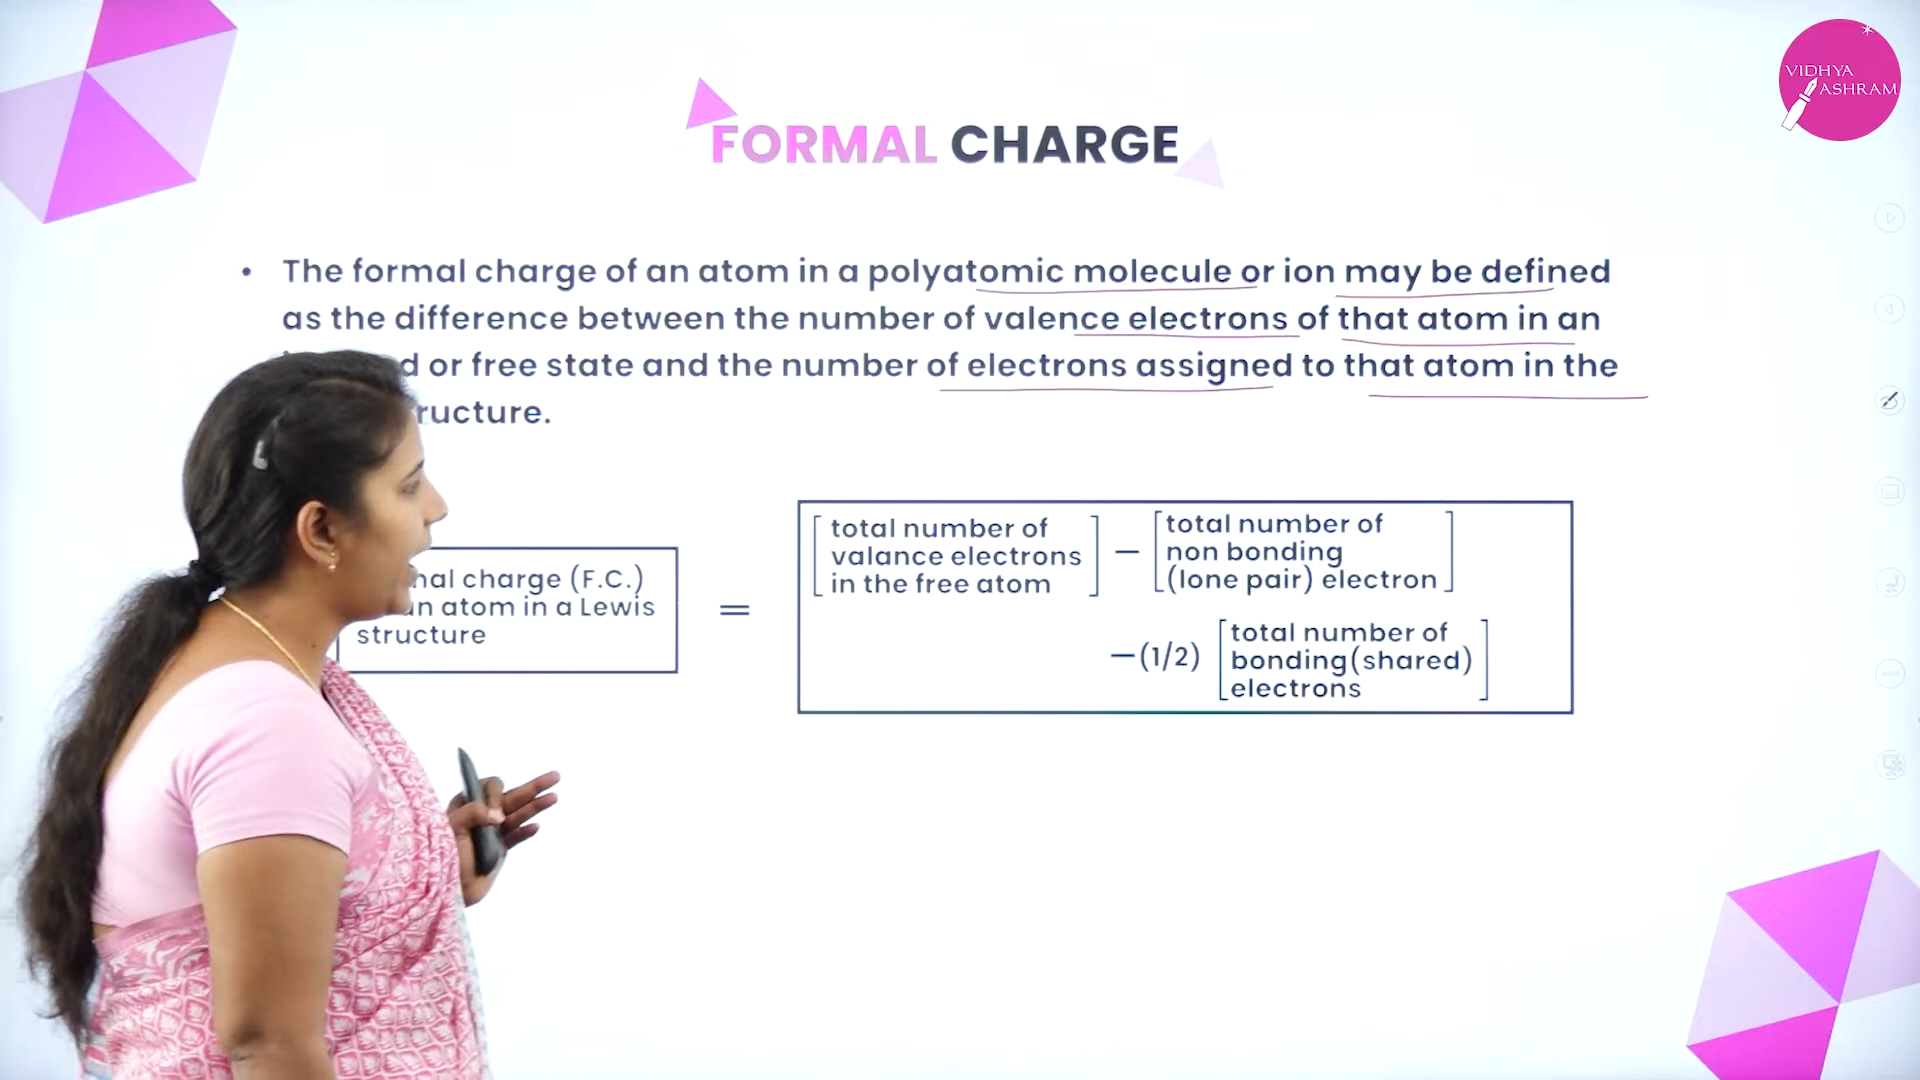 VIDHYA
ASHRAM
FORMAL CHARGE
• The formal charge of an atom in a polyatomic molecule or ion may be defined
as the difference between the number of valence electrons of that atom in an
or free state and the number of electrons assigned to that atom in the
total number of
valance electrons
in the free atom
—
total number of
non bonding
(lone pair) electron
charge (F.C.)
an atom in a Lewis
structure
=
—(1/2)
total number of
bonding(shared)
electrons